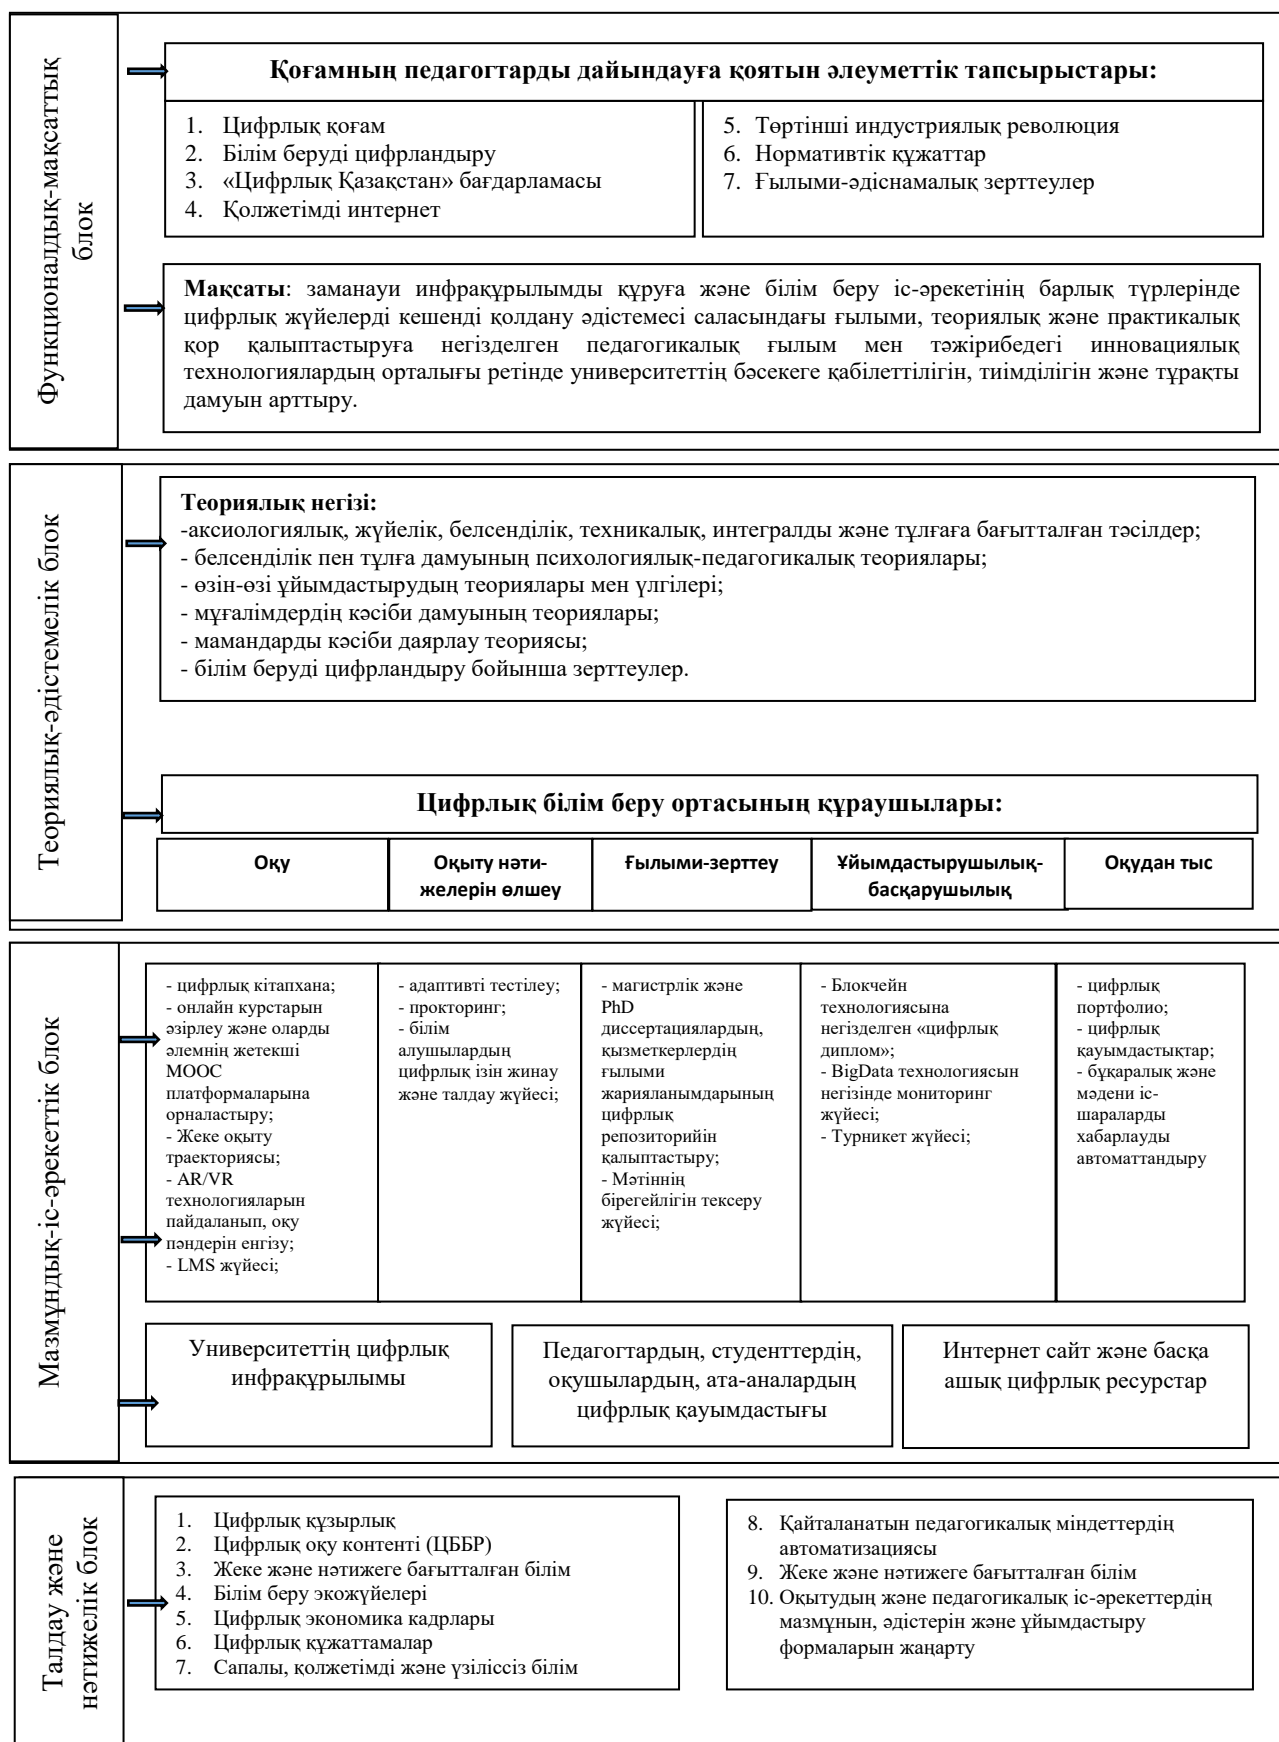 Функционалдық-мақсаттық
блок
Қоғамның педагогтарды дайындауға қоятын әлеуметтік тапсырыстары:
1. Цифрлық қоғам
2. Білім беруді цифрландыру
3. «Цифрлық Қазақстан» бағдарламасы
4. Қолжетімді интернет
5. Төртінші индустриялық революция
6. Нормативтік құжаттар
7. Ғылыми-әдіснамалық зерттеулер
Мақсаты: заманауи инфрақұрылымды құруға және білім беру іс-әрекетінің барлық түрлерінде
цифрлық жүйелерді кешенді қолдану әдістемесі саласындағы ғылыми, теориялық және практикалық
қор қалыптастыруға негізделген педагогикалық ғылым мен тәжірибедегі инновациялық
технологиялардың орталығы ретінде университеттің бәсекеге қабілеттілігін, тиімділігін және тұрақты
дамуын арттыру.
Теориялық-әдістемелік блок
Теориялық негізі:
-аксиологиялық, жүйелік, белсенділік, техникалық, интегралды және тұлғаға бағытталған тәсілдер;
- белсенділік пен тұлға дамуының психологиялық-педагогикалық теориялары;
- өзін-өзі ұйымдастырудың теориялары мен үлгілері;
- мұғалімдердің кәсіби дамуының теориялары;
- мамандарды кәсіби даярлау теориясы;
- білім беруді цифрландыру бойынша зерттеулер.
Цифрлық білім беру ортасының құраушылары:
Оқу
Оқыту нәти-
желерін өлшеу
Ғылыми-зерттеу
Ұйымдастырушылық-
басқарушылық
Оқудан тыс
Мазмұндық-іс-әрекеттік блок
- цифрлық кітапхана;
- онлайн курстарын
әзірлеу және оларды
әлемнің жетекші
MOOC
платформаларына
орналастыру;
- Жеке оқыту
траекториясы;
- AR/VR
технологияларын
пайдаланып, оқу
пәндерін енгізу;
- LMS жүйесі;
- адаптивті тестілеу;
- прокторинг;
- білім
алушылардың
цифрлық ізін жинау
және талдау жүйесі;
- магистрлік және
PhD
диссертациялардың,
қызметкерлердің
ғылыми
жарияланымдарының
цифрлық
репозиторийін
қалыптастыру;
- Мәтіннің
бірегейлігін тексеру
жүйесі;
- Блокчейн
технологиясына
негізделген «цифрлық
диплом»;
- BigData технологиясын
негізінде мониторинг
жүйесі;
- Турникет жүйесі;
- цифрлық
портфолио;
- цифрлық
қауымдастықтар;
- бұқаралық және
мәдени іс-
шараларды
хабарлауды
автоматтандыру
Университеттің цифрлық
инфрақұрылымы
Педагогтардың, студенттердің,
оқушылардың, ата-аналардың
цифрлық қауымдастығы
Интернет сайт және басқа
ашық цифрлық ресурстар
Талдау және
нәтижелік блок
1. Цифрлық құзырлық
2. Цифрлық оқу контенті (ЦББР)
3. Жеке және нәтижеге бағытталған білім
4. Білім беру экожүйелері
5. Цифрлық экономика кадрлары
6. Цифрлық құжаттамалар
7. Сапалы, қолжетімді және үзіліссіз білім
8. Қайталанатын педагогикалық міндеттердің
автоматизациясы
9. Жеке және нәтижеге бағытталған білім
10. Оқытудың және педагогикалық іс-әрекеттердің
мазмұнын, әдістерін және ұйымдастыру
формаларын жаңарту